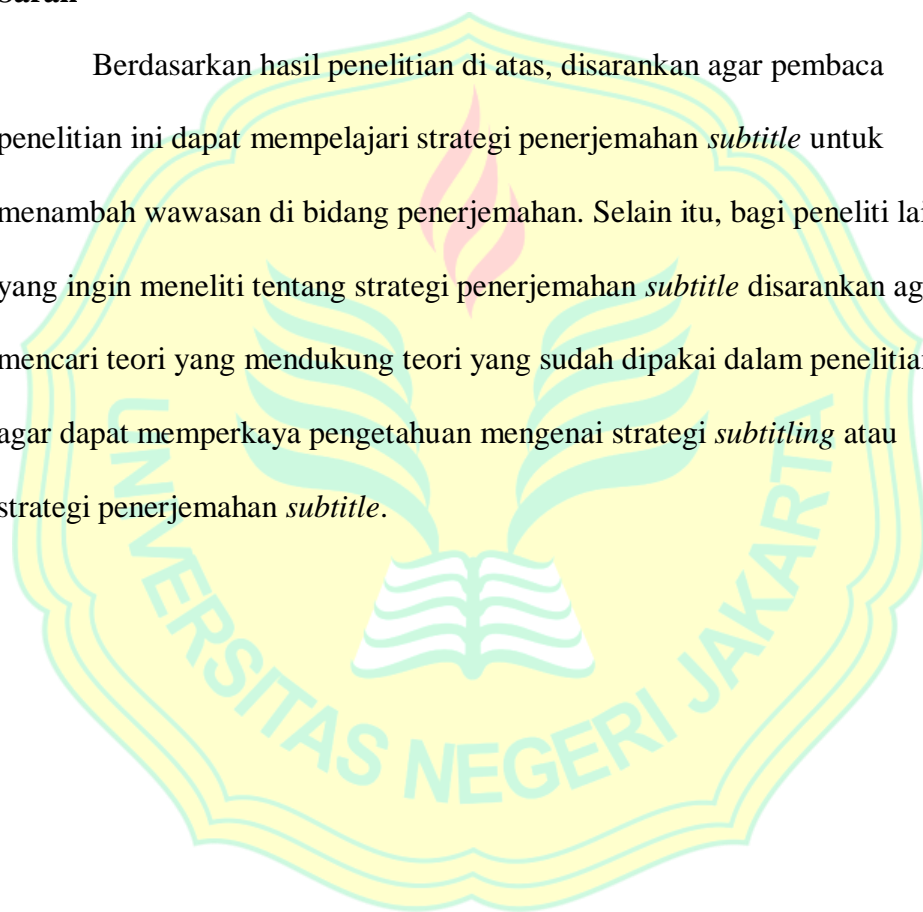 Berdasarkan hasil penelitian di atas, disarankan agar pembaca
penelitian ini dapat mempelajari strategi penerjemahan subtitle untuk
menambah wawasan di bidang penerjemahan. Selain itu, bagi peneliti lai
yang ingin meneliti tentang strategi penerjemahan subtitle disarankan ag
mencari teori yang mendukung teori yang sudah dipakai dalam penelitian
agar dapat memperkaya pengetahuan mengenai strategi subtitling atau
strategi penerjemahan subtitle.
UNIVERSITAS NEGERI JAKARTA